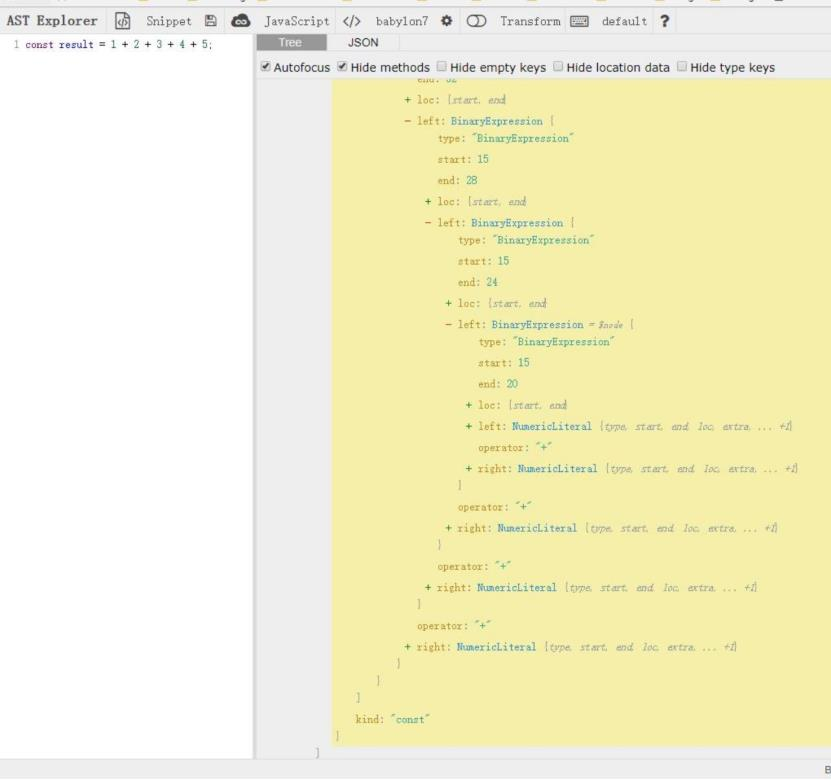 AST Explorer Snippet JavaScript </> babylon7 Transform default ?
Tree JSON
1 const result = 1 + 2 + 3 + 4 + 5;
Autofocus Hide methods Hide empty keys Hide location data Hide type keys
end: 32
+ loc: {start, end}
- left: BinaryExpression {
type: "BinaryExpression"
start: 15
end: 28
+ loc: {start, end}
- left: BinaryExpression {
type: "BinaryExpression"
start: 15
end: 24
+ loc: {start, end}
- left: BinaryExpression = $node {
type: "BinaryExpression"
start: 15
end: 20
+ loc: {start, end}
+ left: NumericLiteral {type, start, end, loc, extra, ... +1}
operator: "+"
+ right: NumericLiteral {type, start, end, loc, extra, ... +1}
}
operator: "+"
+ right: NumericLiteral {type, start, end, loc, extra, ... +1}
}
operator: "+"
+ right: NumericLiteral {type, start, end, loc, extra, ... +1}
}
operator: "+"
+ right: NumericLiteral {type, start, end, loc, extra, ... +1}
}
}
]
kind: "const"
}
]